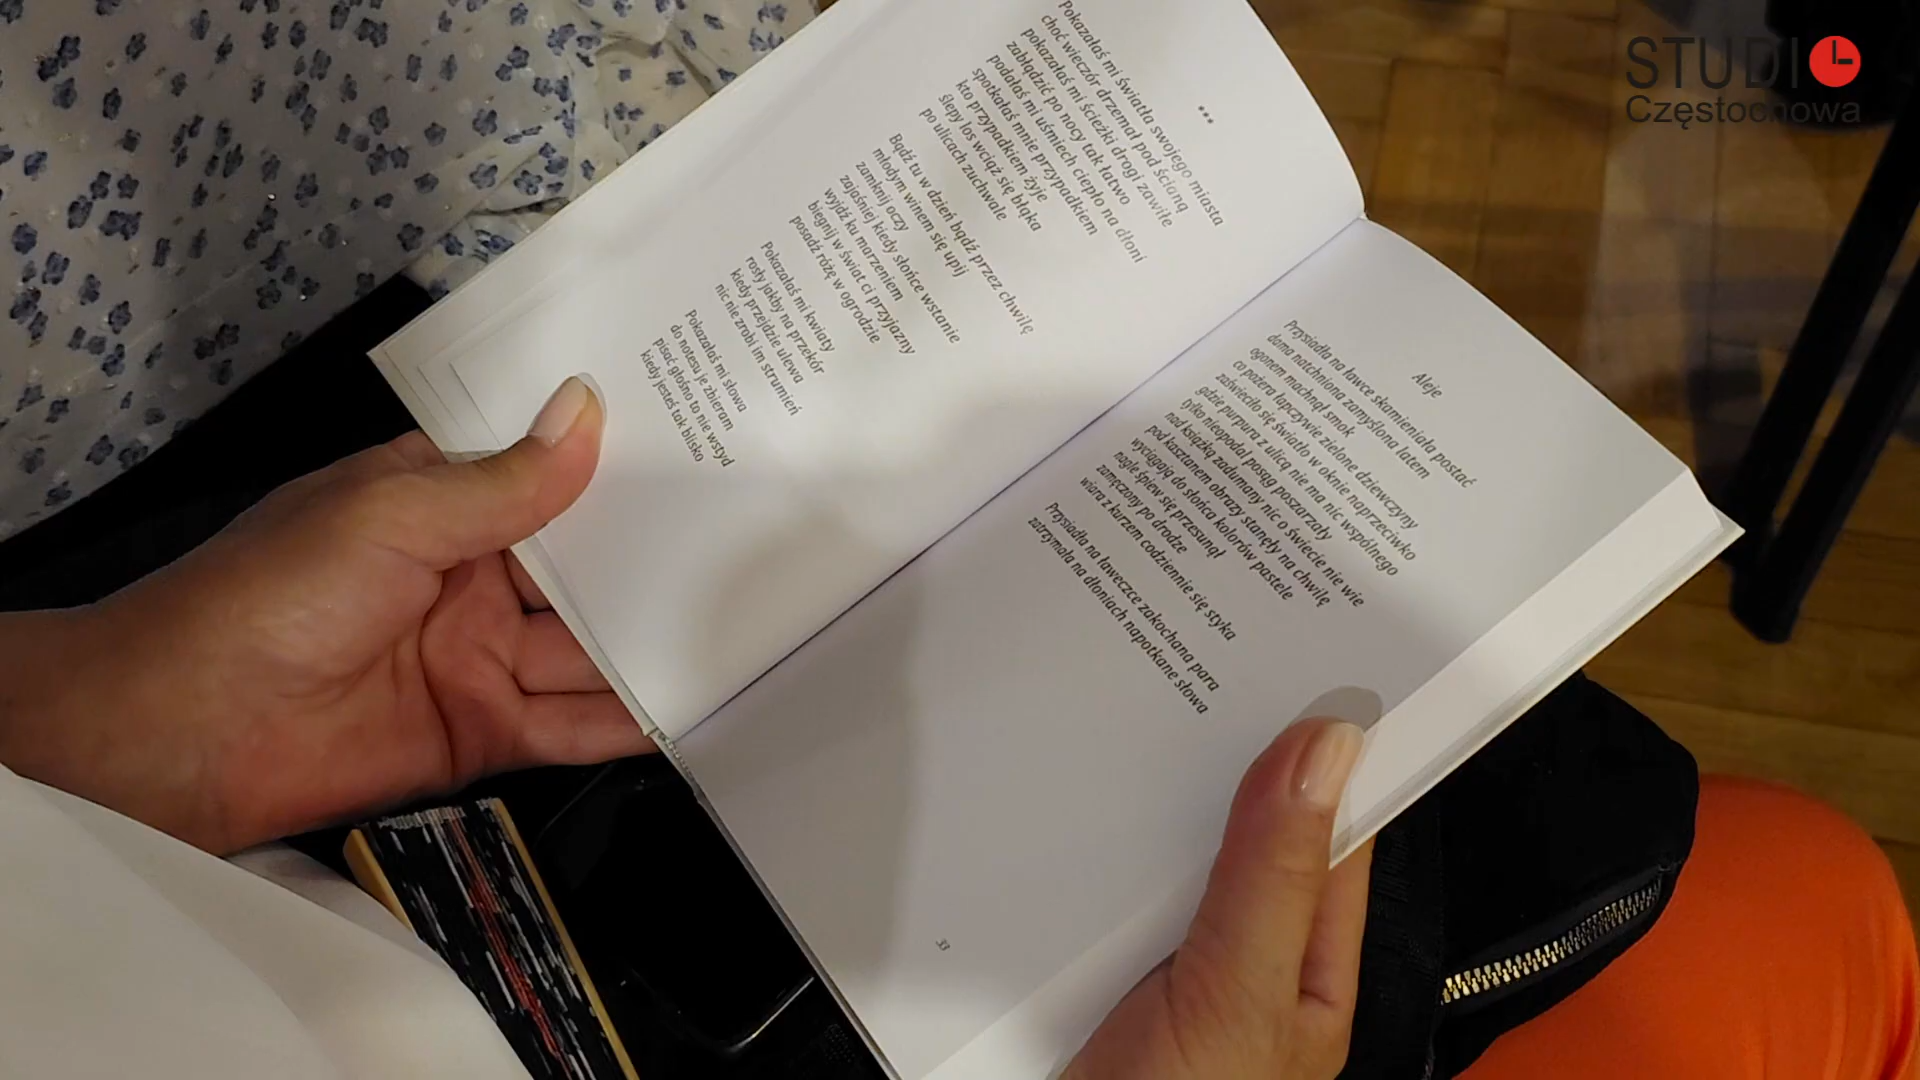 ***
Pokazałaś mi światła swojego miasta
choć wieczór drzemał pod ścianą
pokazałaś mi ścieżki drogi zawiłe
zabłądzić po nocy tak łatwo
podałaś mi uśmiech ciepło na dłoni
spotkałaś mnie przypadkiem
kto przypadkiem żyje
ślepy los wciąż się błąka
po ulicach zuchwale
Bądź tu w dzień bądź przez chwilę
młodym winem się upij
zamknij oczy
zajaśniej kiedy słońce wstanie
wyjdź ku marzeniem
biegnij w świat ci przyjazny
posadź różę w ogrodzie
Pokazałaś mi kwiaty
rosły jakby na przekór
kiedy przejdzie ulewa
nic nie zrobi im strumień
Pokazałaś mi słowa
do notesu je zbieram
pisać głośno to nie wstyd
kiedy jesteś tak blisko
Aleje
Przysiadła na ławce skamieniała postać
dama natchniona zamyślona latem
ogonem machnął smok
co pożera łapczywie zielone dziewczyny
zaświeciło się światło w oknie naprzeciwko
gdzie purpura z ulicą nie ma nic wspólnego
tylko nieopodal posąg poszarzały
nad książką zadumany nic o świecie nie wie
pod kasztanem obrazy stanęły na chwilę
wyciągają do słońca kolorów pastele
nagle śpiew się przesunął
zamęczony po drodze
wiara z kurzem codziennie się styka
Przysiadła na ławeczce zakochana para
zatrzymała na dłoniach napotkane słowa
33
STUDIO
Częstochowa